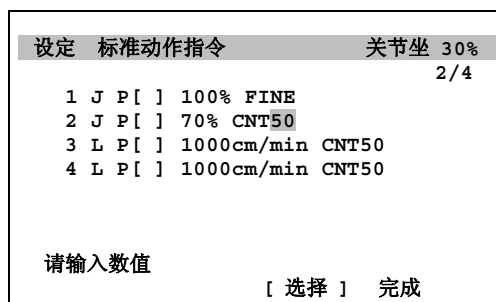 设定 标准动作指令 关节坐 30%
2/4
1 J P[ ] 100% FINE
2 J P[ ] 70% CNT50
3 L P[ ] 1000cm/min CNT50
4 L P[ ] 1000cm/min CNT50
请输入数值
[ 选择 ] 完成